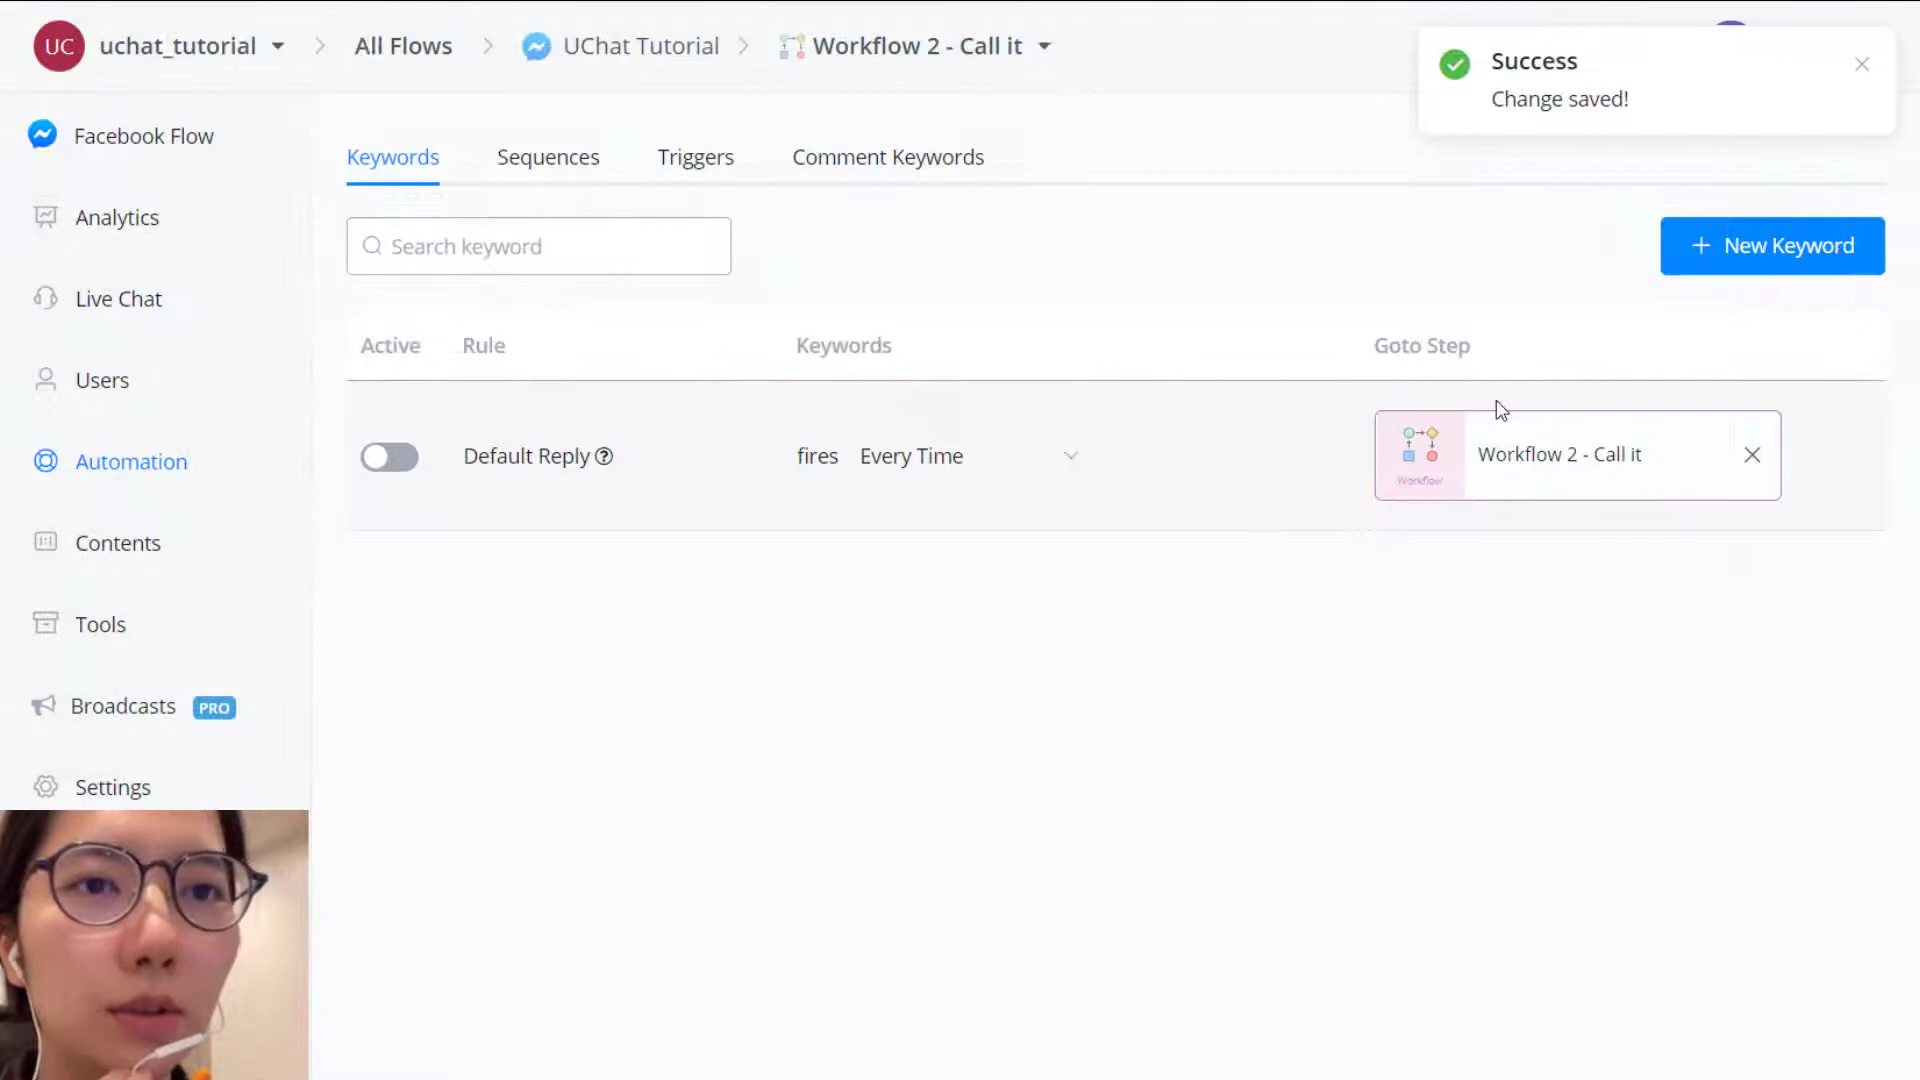 UC uchat_tutorial All Flows UChat Tutorial Workflow 2 - Call it
Success
Change saved!
Facebook Flow
Analytics
Live Chat
Users
Automation
Contents
Tools
Broadcasts PRO
Settings
Keywords Sequences Triggers Comment Keywords
Search keyword
+ New Keyword
Active Rule Keywords Goto Step
Default Reply ? fires Every Time Workflow 2 - Call it
Workflow